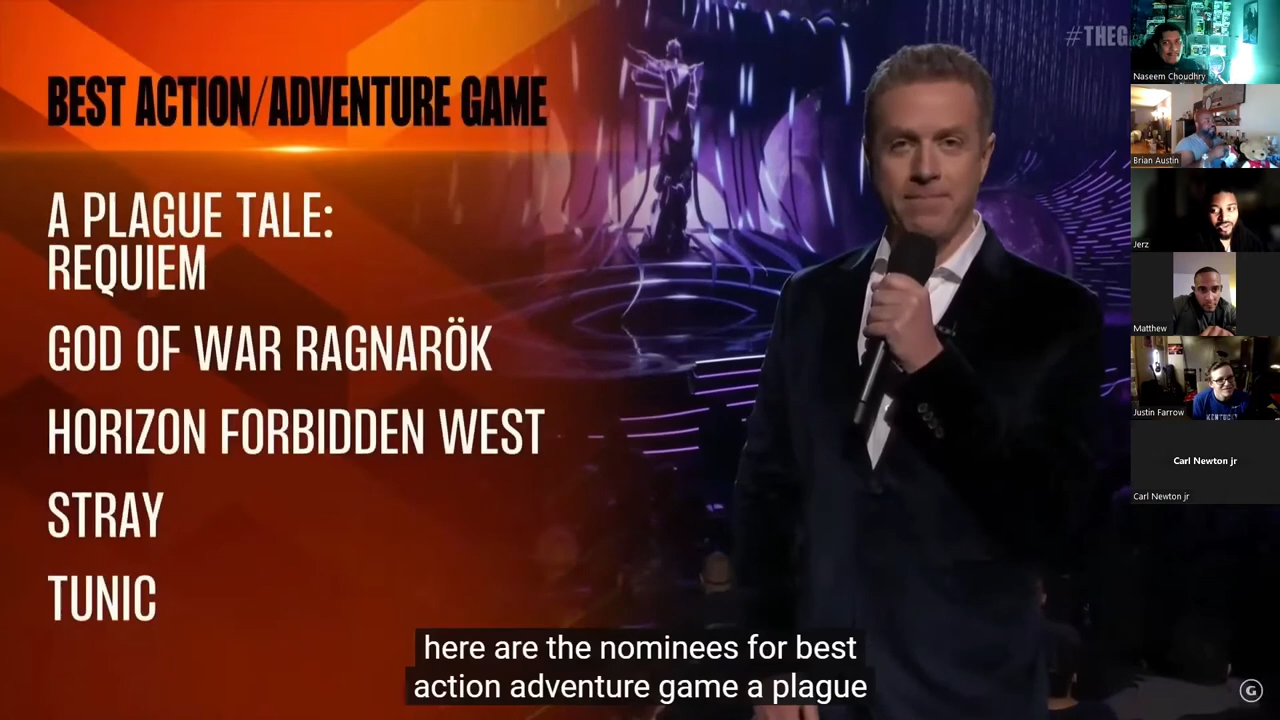 BEST ACTION/ADVENTURE GAME
A PLAGUE TALE:
REQUIEM
GOD OF WAR RAGNARÖK
HORIZON FORBIDDEN WEST
STRAY
TUNIC
#THEG
here are the nominees for best
action adventure game a plague
Naseem Choudhry
Brian Austin
Jerz
Matthew
Justin Farrow
KENTUCKY
Carl Newton jr
Carl Newton jr
G